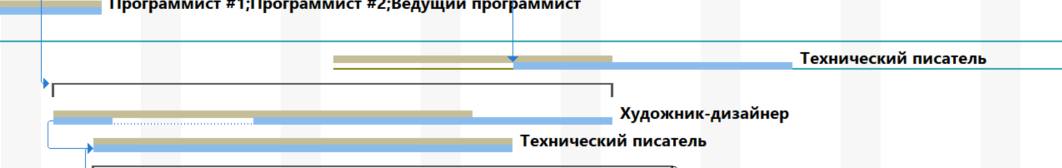 Программист #1;Программист #2;Ведущий программист
Технический писатель
Художник-дизайнер
Технический писатель